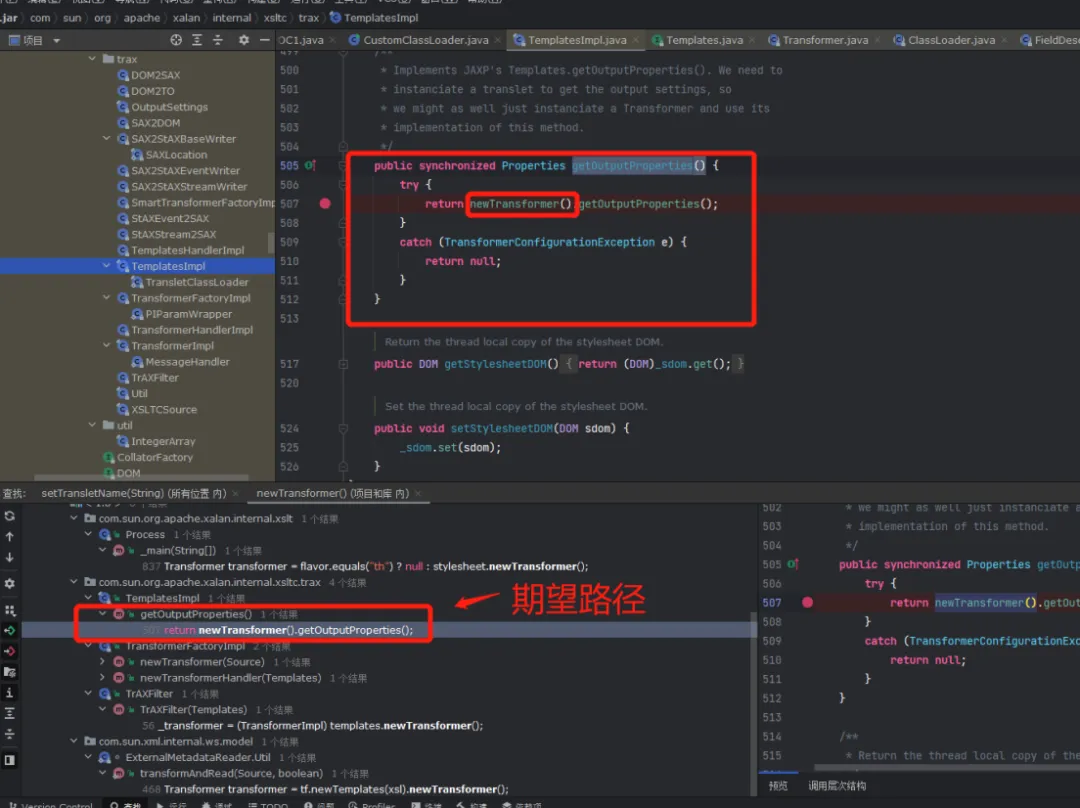 .jar com sun org apache xalan internal xsltc trax TemplatesImpl
项目
OC1.java × CustomClassLoader.java × TemplatesImpl.java × Templates.java × Transformer.java × ClassLoader.java × FieldDes
trax
DOM2SAX
DOM2TO
OutputSettings
SAX2DOM
SAX2StAXBaseWriter
SAXLocation
SAX2StAXEventWriter
SAX2StAXStreamWriter
SmartTransformerFactoryImp
StAXEvent2SAX
StAXStream2SAX
TemplatesHandlerImpl
TemplatesImpl
TransletClassLoader
TransformerFactoryImpl
PIParamWrapper
TransformerHandlerImpl
TransformerImpl
MessageHandler
TrAXFilter
Util
XSLTCSource
util
IntegerArray
CollatorFactory
DOM
499 /**
500 * Implements JAXP's Templates.getOutputProperties(). We need to
501 * instanciate a translet to get the output settings, so
502 * we might as well just instanciate a Transformer and use its
503 * implementation of this method.
504 */
505 public synchronized Properties getOutputProperties() {
506 try {
507 return newTransformer().getOutputProperties();
508 }
509 catch (TransformerConfigurationException e) {
510 return null;
511 }
512 }
513
Return the thread local copy of the stylesheet DOM.
517 public DOM getStylesheetDOM() { return (DOM)_sdom.get(); }
520
Set the thread local copy of the stylesheet DOM.
524 public void setStylesheetDOM(DOM sdom) {
525 _sdom.set(sdom);
526 }
查找: setTransletName(String) (所有位置 内) × newTransformer() (项目和库 内) ×
com.sun.org.apache.xalan.internal.xslt 1 个结果
Process 1 个结果
_main(String[]) 1 个结果
837 Transformer transformer = flavor.equals("th") ? null : stylesheet.newTransformer();
com.sun.org.apache.xalan.internal.xsltc.trax 4 个结果
TemplatesImpl 1 个结果
getOutputProperties() 1 个结果
507 return newTransformer().getOutputProperties();
期望路径
TransformerFactoryImpl 2 个结果
newTransformer(Source) 1 个结果
newTransformerHandler(Templates) 1 个结果
TrAXFilter 1 个结果
TrAXFilter(Templates) 1 个结果
56 _transformer = (TransformerImpl) templates.newTransformer();
com.sun.xml.internal.ws.model 1 个结果
ExternalMetadataReader.Util 1 个结果
transformAndRead(Source, boolean) 1 个结果
468 Transformer transformer = tf.newTemplates(xsl).newTransformer();
502 * we might as well just instanciate a
503 * implementation of this method.
504 */
505 public synchronized Properties getOutp
506 try {
507 return newTransformer().getOut
508 }
509 catch (TransformerConfigurationExc
510 return null;
511 }
512 }
513
514 /**
515 * Return the thread local copy of the
预览 调用层次结构
Version Control 查找 运行 调试 TODO 问题 Profiler